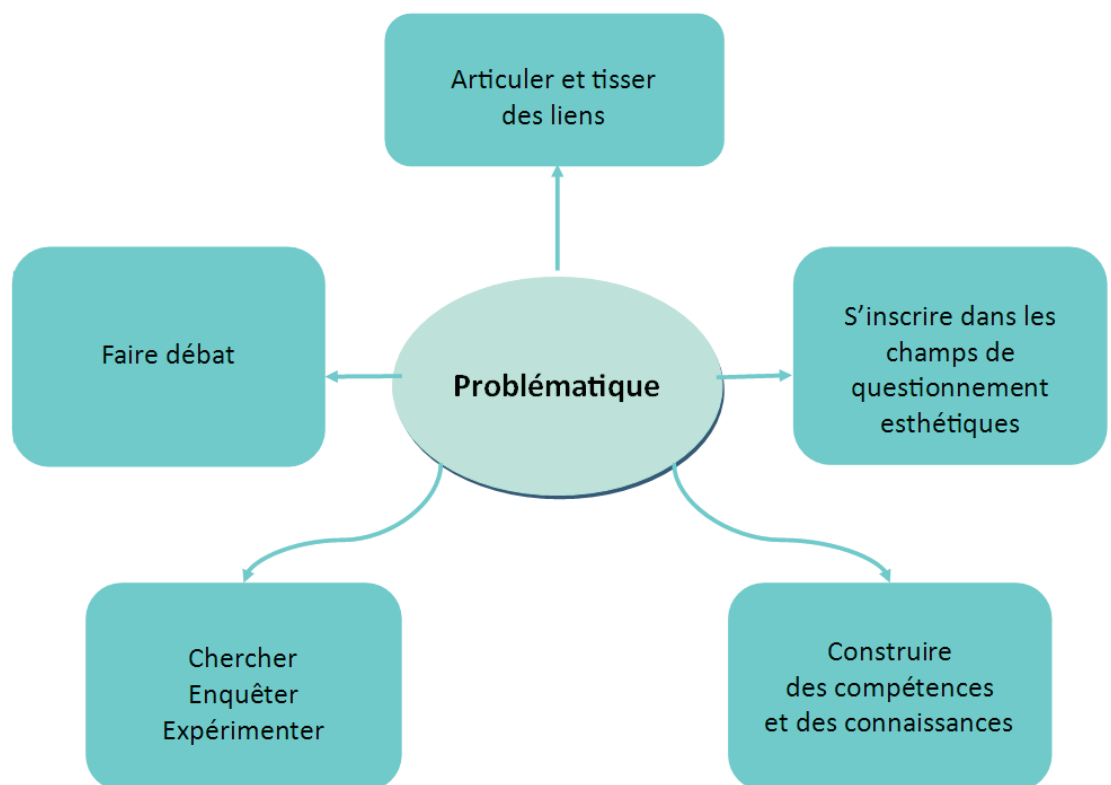 Articuler et tisser
des liens
Faire débat
Problématique
S’inscrire dans les
champs de
questionnement
esthétiques
Chercher
Enquêter
Expérimenter
Construire
des compétences
et des connaissances